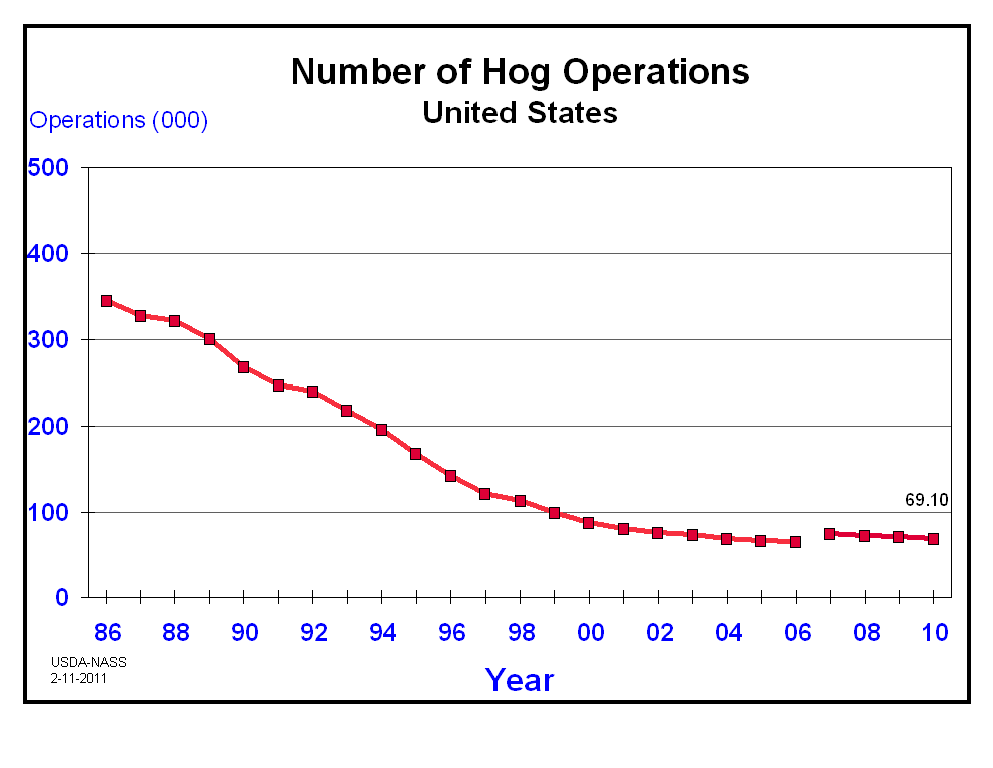 Number of Hog Operations
United States
Operations (000)
500
400
300
200
100
0
69.10
86 88 90 92 94 96 98 00 02 04 06 08 10
USDA-NASS
2-11-2011
Year